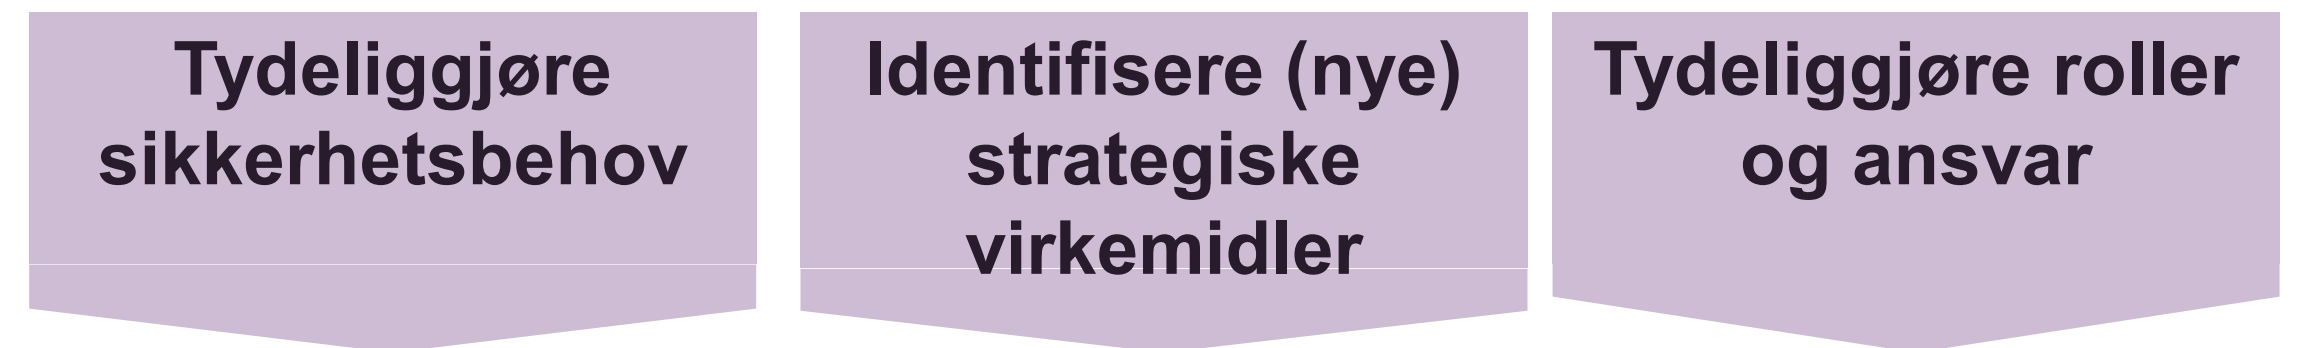 Tydeliggjøre
sikkerhetsbehov
Identifisere (nye)
strategiske
virkemidler
Tydeliggjøre roller
og ansvar